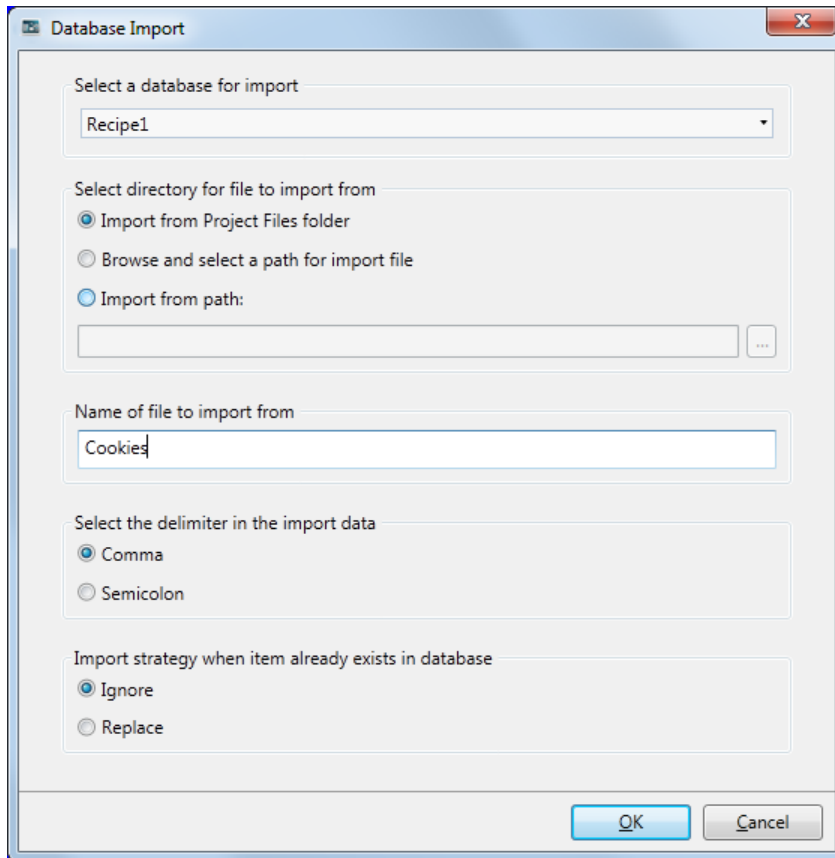 Database Import
Select a database for import
Recipe1
Select directory for file to import from
Import from Project Files folder
Browse and select a path for import file
Import from path:
...
Name of file to import from
Cookies
Select the delimiter in the import data
Comma
Semicolon
Import strategy when item already exists in database
Ignore
Replace
OK Cancel